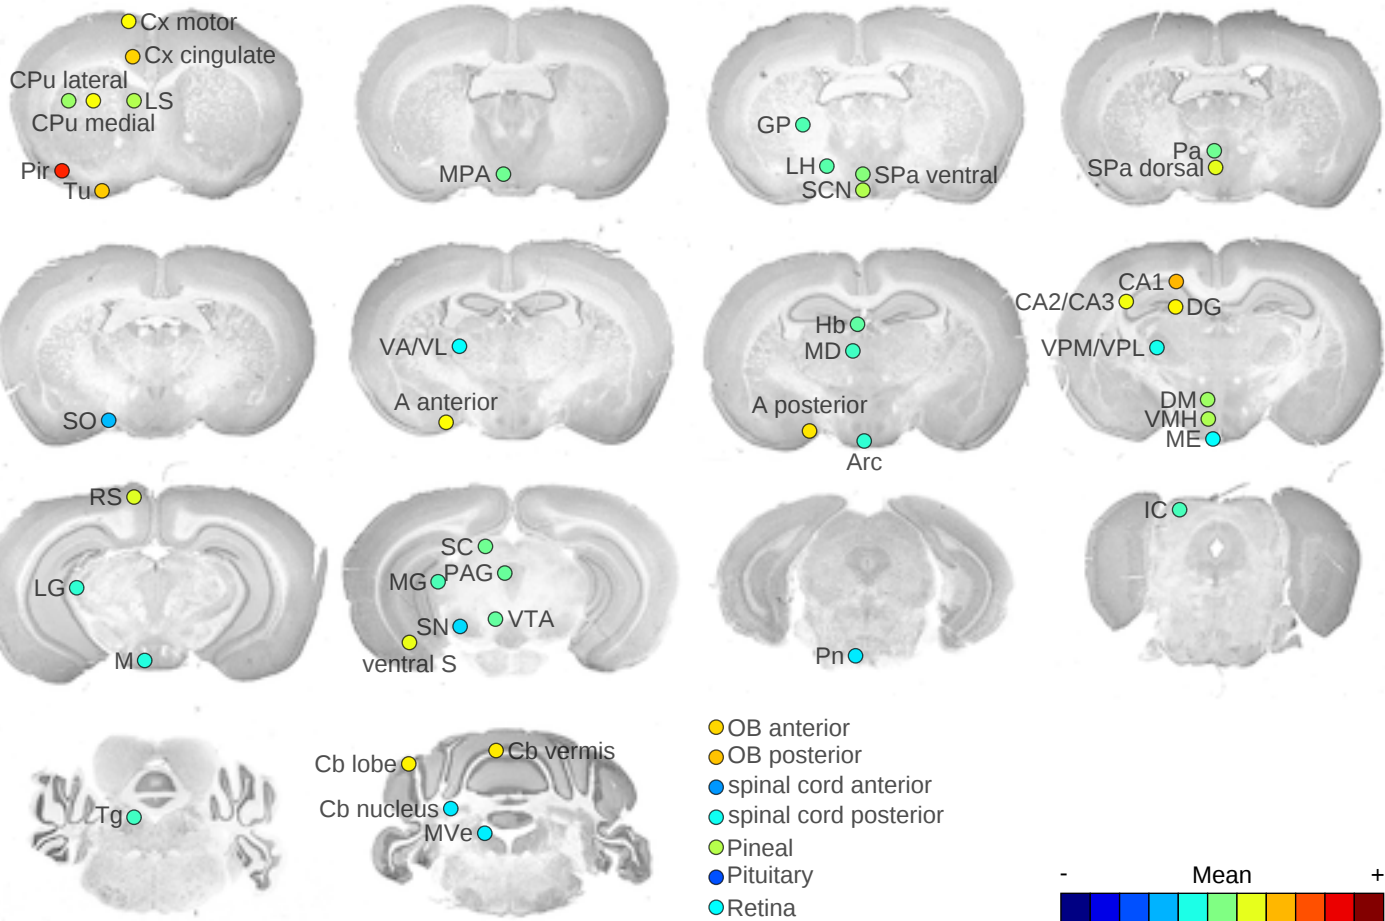 Cx motor
Cx cingulate
CPu lateral
LS
CPu medial
Pir
Tu
MPA
GP
LH
SPa ventral
SCN
Pa
SPa dorsal
SO
VA/VL
A anterior
Hb
MD
A posterior
Arc
CA1
CA2/CA3
DG
VPM/VPL
DM
VMH
ME
RS
LG
M
SC
PAG
MG
VTA
SN
ventral S
Pn
IC
Tg
Cb vermis
Cb lobe
Cb nucleus
MVe
OB anterior
OB posterior
spinal cord anterior
spinal cord posterior
Pineal
Pituitary
Retina
- Mean +